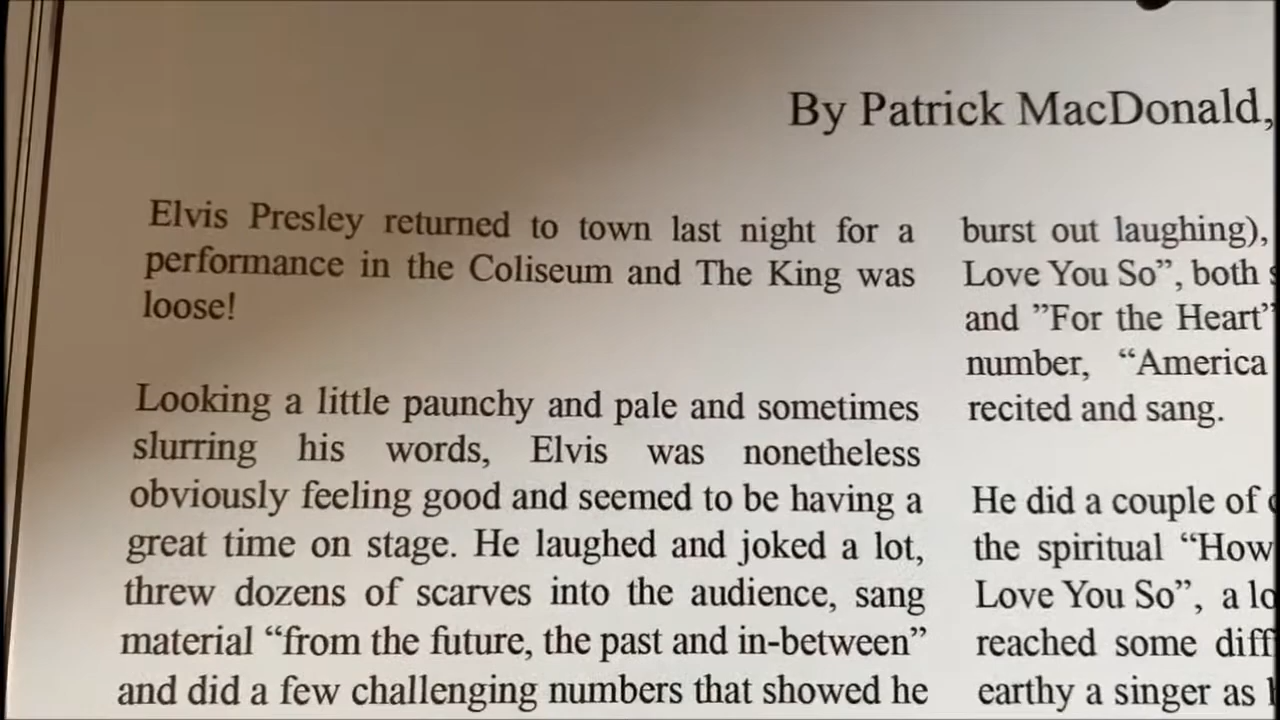 By Patrick MacDonald,
Elvis Presley returned to town last night for a
performance in the Coliseum and The King was
loose!
Looking a little paunchy and pale and sometimes
slurring his words, Elvis was nonetheless
obviously feeling good and seemed to be having a
great time on stage. He laughed and joked a lot,
threw dozens of scarves into the audience, sang
material “from the future, the past and in-between”
and did a few challenging numbers that showed he
burst out laughing),
Love You So”, both
and ”For the Heart”
number, “America
recited and sang.
He did a couple of
the spiritual “How
Love You So”, a
reached some
earthy a singer as